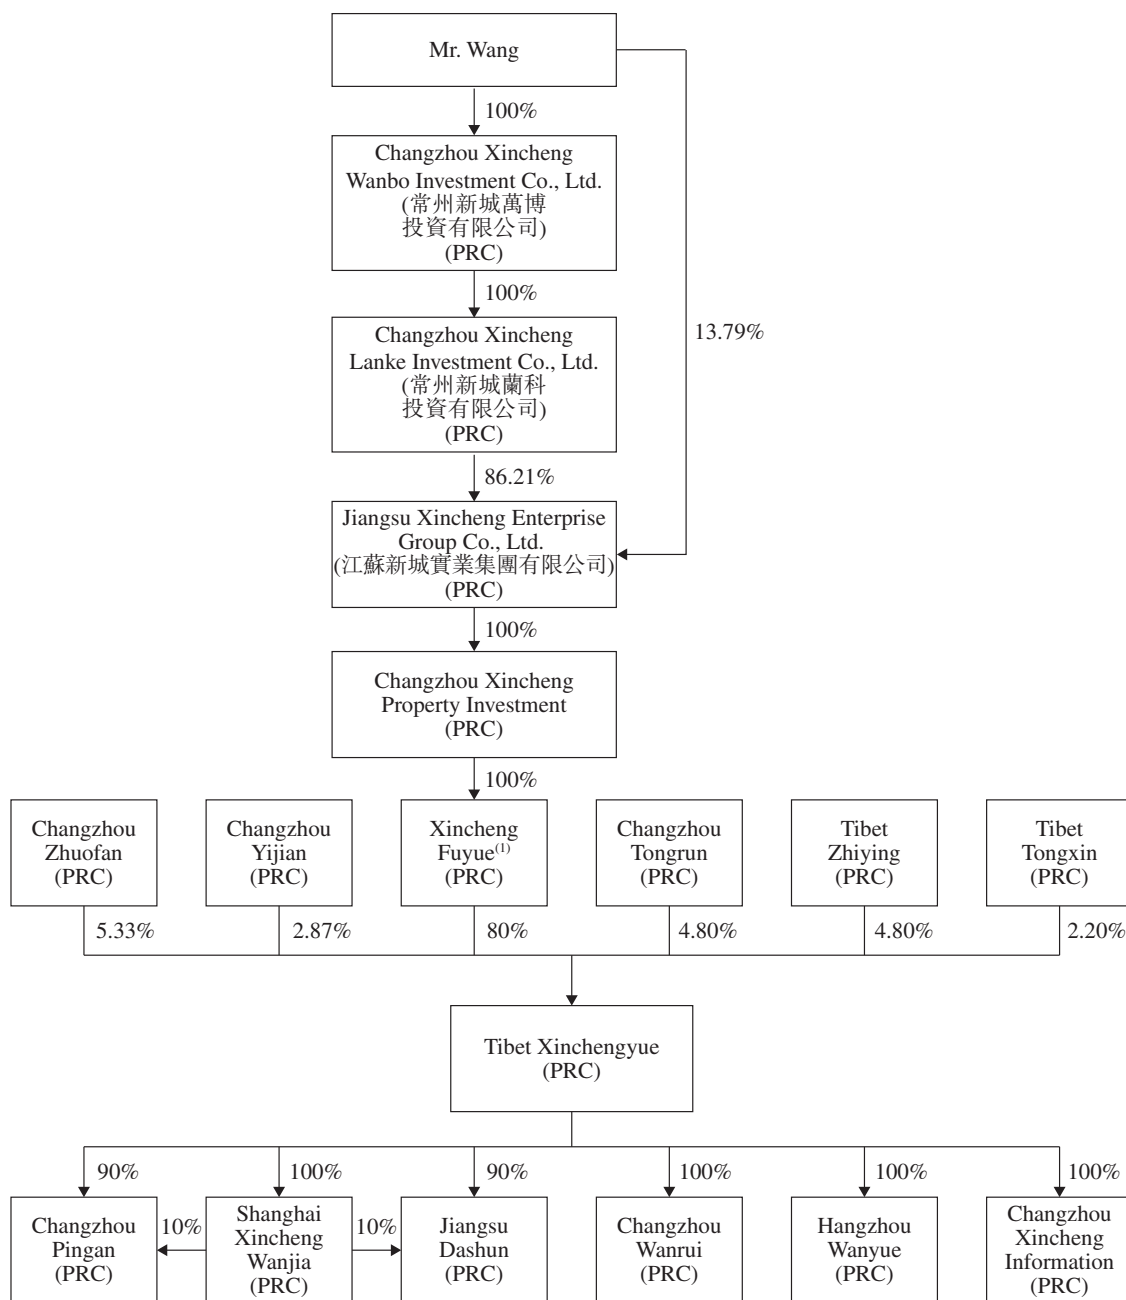 Mr. Wang
100%
Changzhou Xincheng
Wanbo Investment Co., Ltd.
(常州新城萬博
投資有限公司)
(PRC)
100%
Changzhou Xincheng
Lanke Investment Co., Ltd.
(常州新城蘭科
投資有限公司)
(PRC)
13.79%
86.21%
Jiangsu Xincheng Enterprise
Group Co., Ltd.
(江蘇新城實業集團有限公司)
(PRC)
100%
Changzhou Xincheng
Property Investment
(PRC)
100%
Changzhou
Zhuofan
(PRC)
Changzhou
Yijian
(PRC)
Xincheng
Fuyue(1)
(PRC)
Changzhou
Tongrun
(PRC)
Tibet
Zhiying
(PRC)
Tibet
Tongxin
(PRC)
5.33%
2.87%
80%
4.80%
4.80%
2.20%
Tibet Xinchengyue
(PRC)
90%
100%
90%
100%
100%
100%
Changzhou
Pingan
(PRC)
10%
Shanghai
Xincheng
Wanjia
(PRC)
10%
Jiangsu
Dashun
(PRC)
Changzhou
Wanrui
(PRC)
Hangzhou
Wanyue
(PRC)
Changzhou
Xincheng
Information
(PRC)